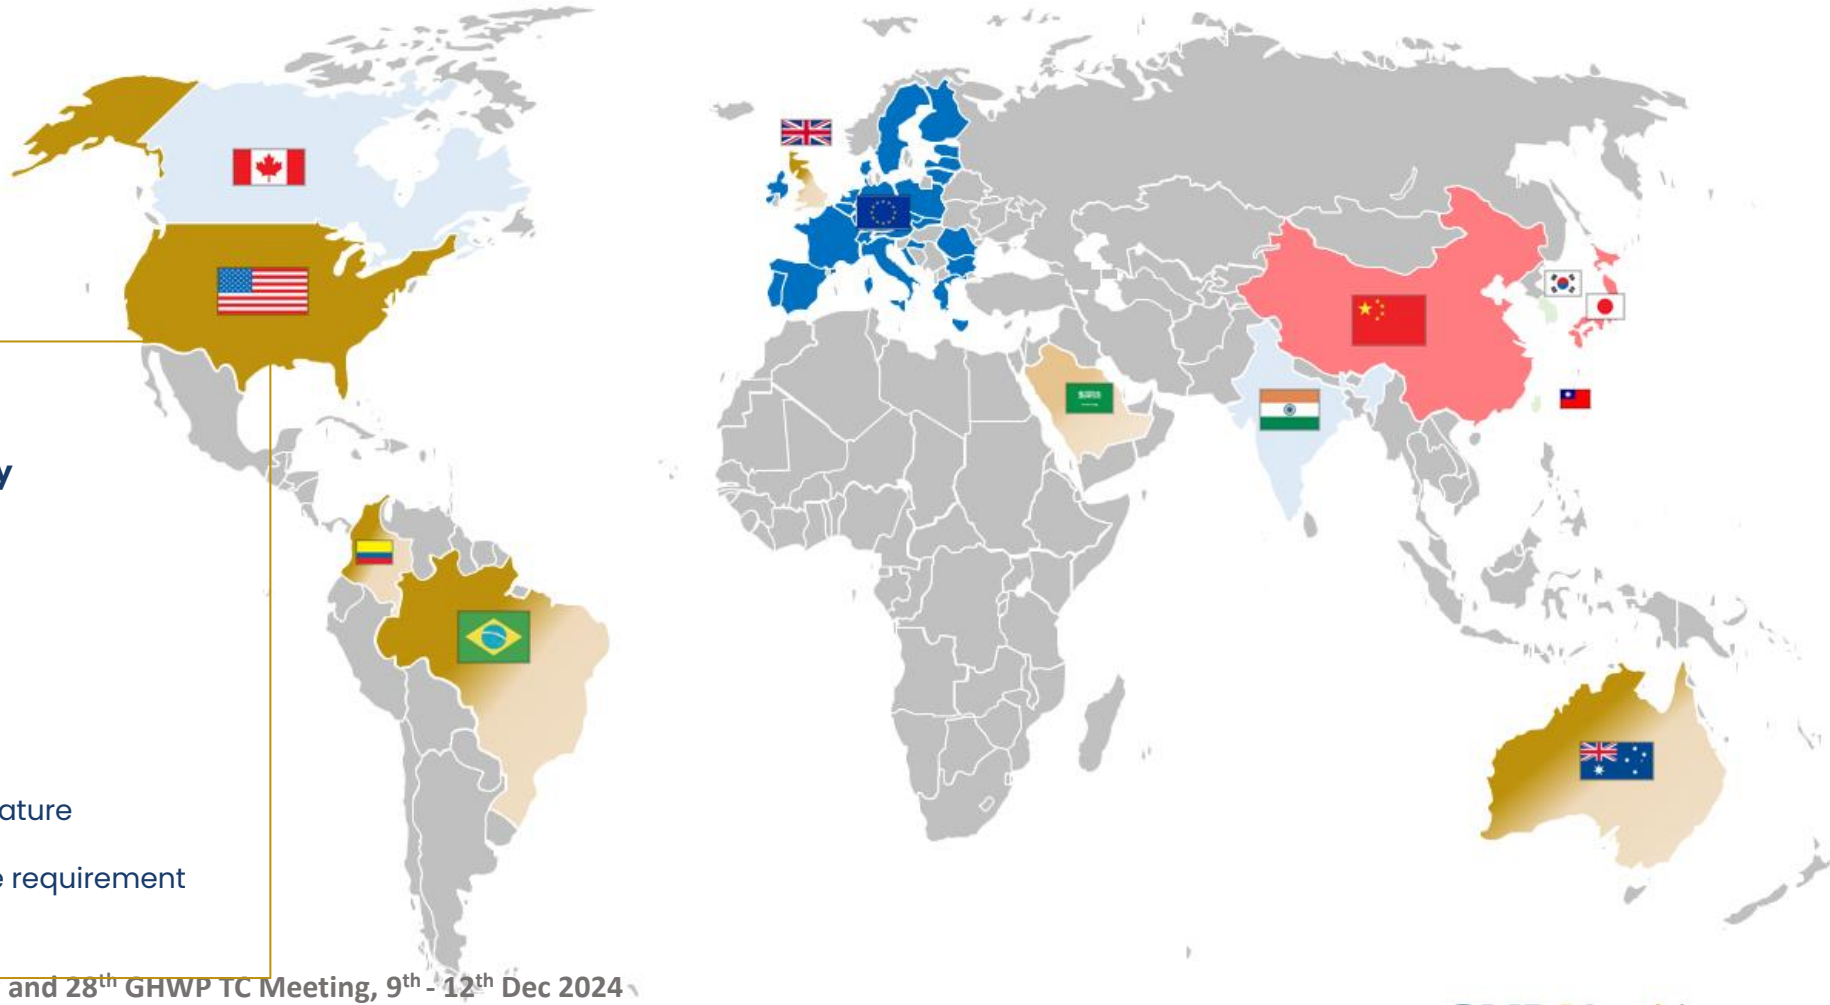 y
ature
e requirement
and 28th GHWP TC Meeting, 9th - 12th Dec 2024